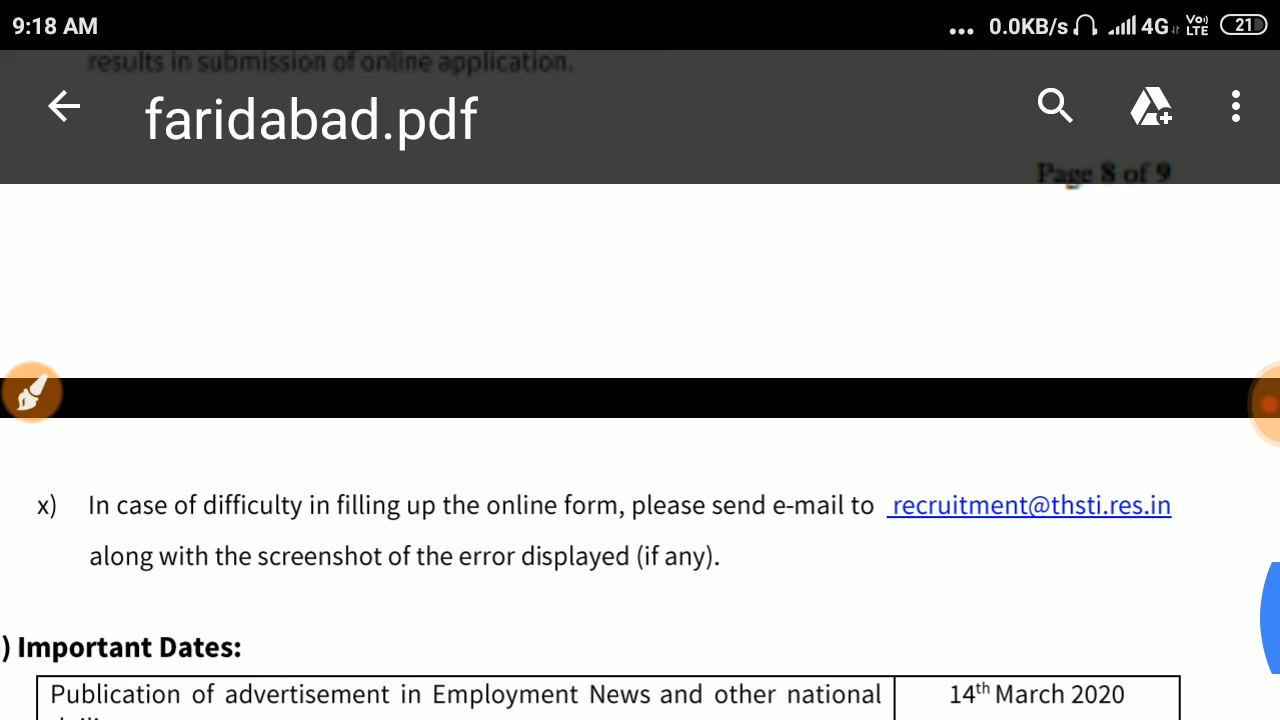 9:18 AM ... 0.0KB/s 4G Vo) LTE 21
results in submission of online application.
faridabad.pdf
Page 8 of 9
x) In case of difficulty in filling up the online form, please send e-mail to recruitment@thsti.res.in
along with the screenshot of the error displayed (if any).
) Important Dates:
Publication of advertisement in Employment News and other national 14th March 2020